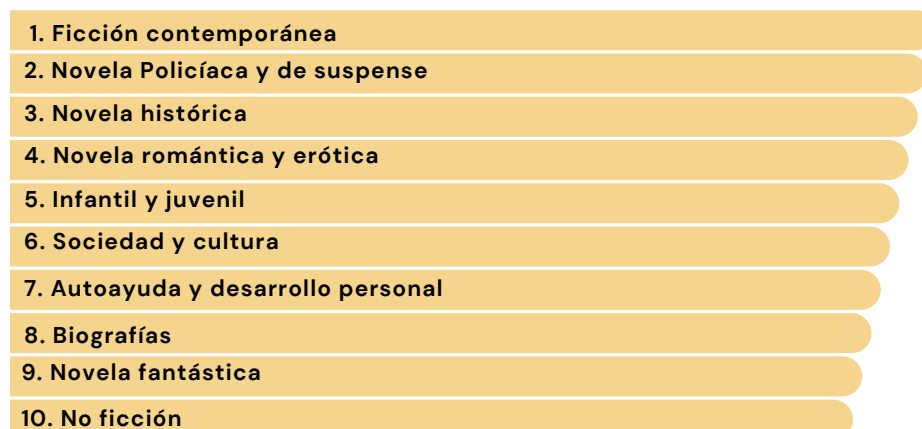 1. Ficción contemporánea
2. Novela Policíaca y de suspense
3. Novela histórica
4. Novela romántica y erótica
5. Infantil y juvenil
6. Sociedad y cultura
7. Autoayuda y desarrollo personal
8. Biografías
9. Novela fantástica
10. No ficción